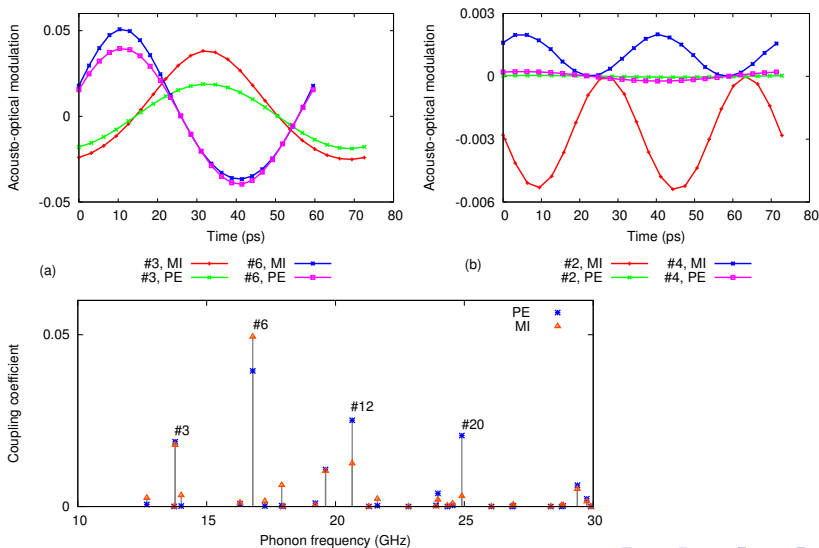 Acousto-optical modulation
0.05
0
-0.05
0 10 20 30 40 50 60 70 80
Time (ps)
(a)
#3, MI
#3, PE
#6, MI
#6, PE
Acousto-optical modulation
0.003
0
-0.003
-0.006
0 10 20 30 40 50 60 70 80
Time (ps)
(b)
#2, MI
#2, PE
#4, MI
#4, PE
Coupling coefficient
0.05
0
PE
MI
#3
#6
#12
#20
10 15 20 25 30
Phonon frequency (GHz)